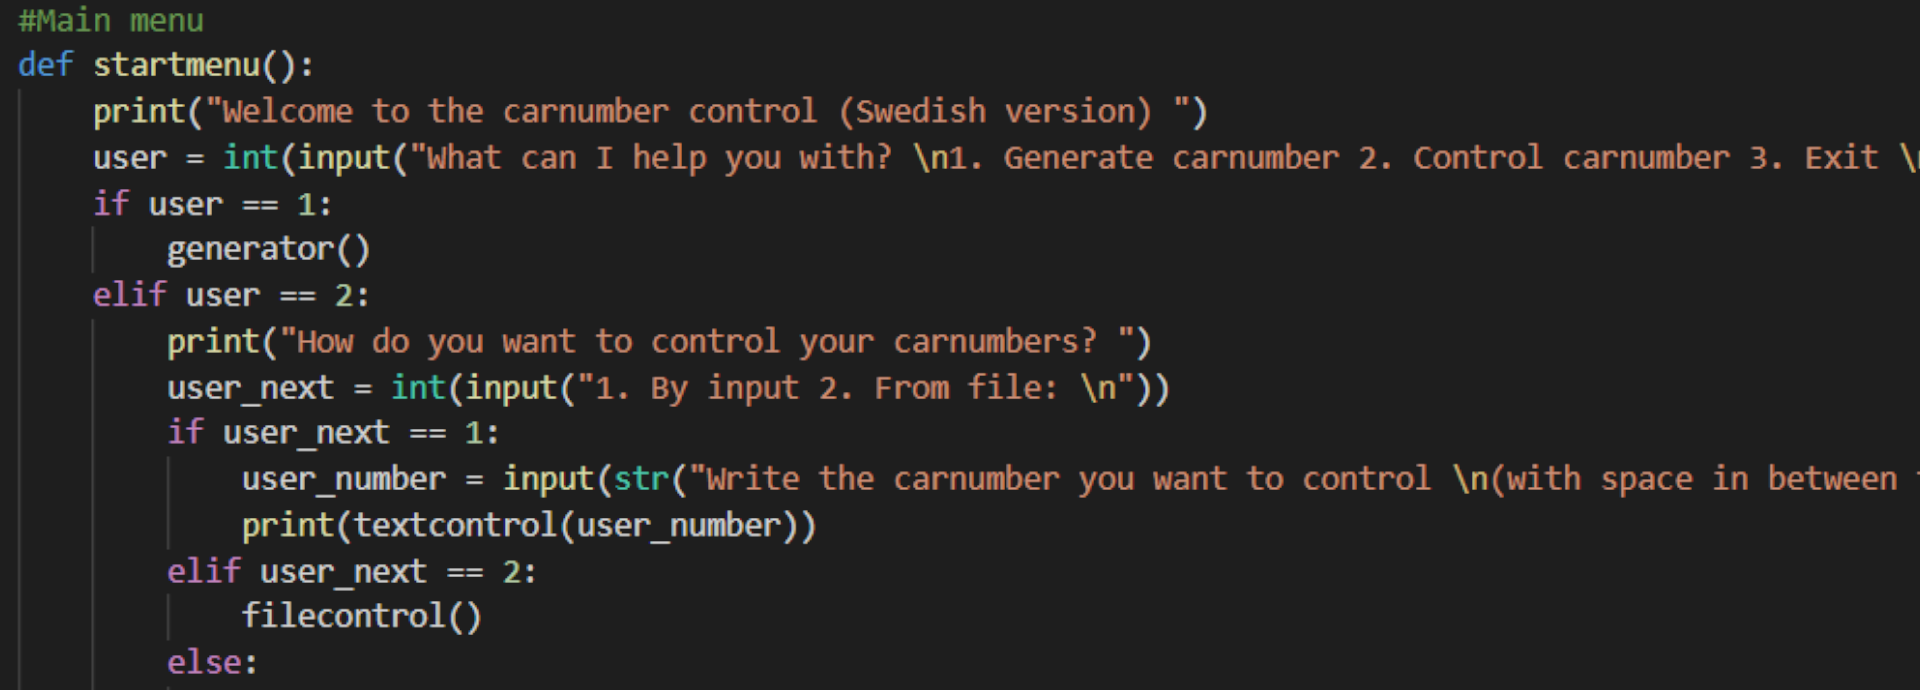 #Main menu
def startmenu():
    print("Welcome to the carnumber control (Swedish version) ")
    user = int(input("What can I help you with? \n1. Generate carnumber 2. Control carnumber 3. Exit \
    if user == 1:
        generator()
    elif user == 2:
        print("How do you want to control your carnumbers? ")
        user_next = int(input("1. By input 2. From file: \n"))
        if user_next == 1:
            user_number = input(str("Write the carnumber you want to control \n(with space in between
            print(textcontrol(user_number))
        elif user_next == 2:
            filecontrol()
        else: